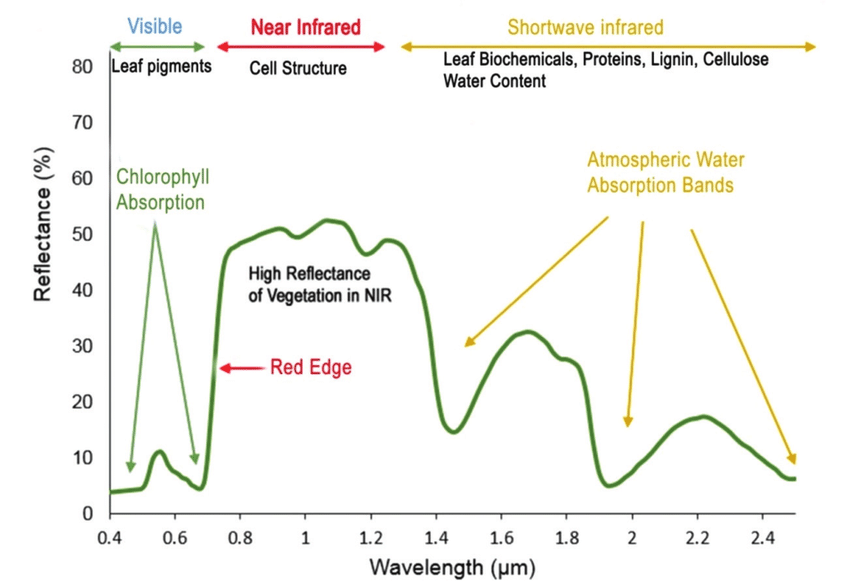 Visible
Near Infrared
Shortwave infrared
Leaf pigments
Cell Structure
Leaf Biochemicals, Proteins, Lignin, Cellulose
Water Content
80
70
60
50
40
30
20
10
0
Reflectance (%)
Chlorophyll
Absorption
Atmospheric Water
Absorption Bands
High Reflectance
of Vegetation in NIR
Red Edge
0.4
0.6
0.8
1
1.2
1.4
1.6
1.8
2
2.2
2.4
Wavelength (μm)